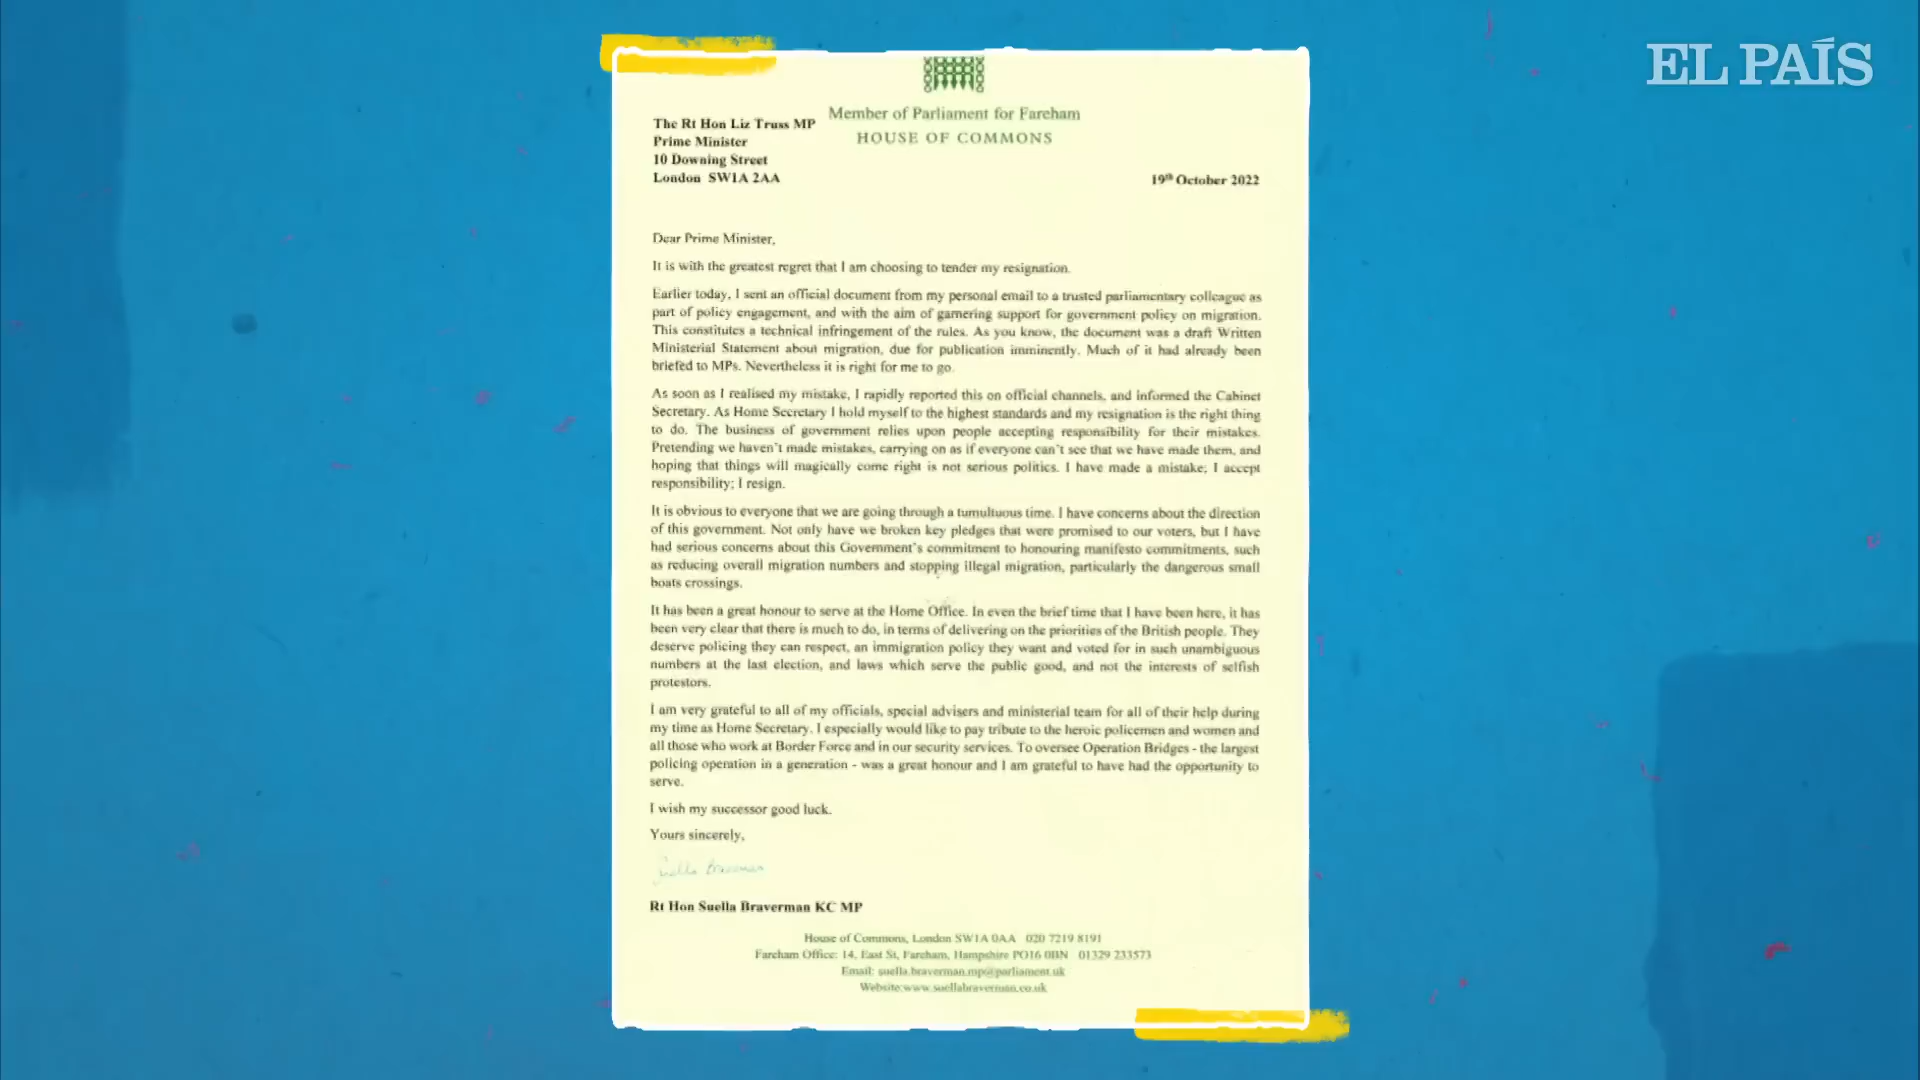 EL PAÍS
Member of Parliament for Fareham
HOUSE OF COMMONS
The Rt Hon Liz Truss MP
Prime Minister
10 Downing Street
London SW1A 2AA
19th October 2022
Dear Prime Minister,
It is with the greatest regret that I am choosing to tender my resignation.
Earlier today, I sent an official document from my personal email to a trusted parliamentary colleague as
part of policy engagement, and with the aim of garnering support for government policy on migration.
This constitutes a technical infringement of the rules. As you know, the document was a draft Written
Ministerial Statement about migration, due for publication imminently. Much of it had already been
briefed to MPs. Nevertheless it is right for me to go.
As soon as I realised my mistake, I rapidly reported this on official channels, and informed the Cabinet
Secretary. As Home Secretary I hold myself to the highest standards and my resignation is the right thing
to do. The business of government relies upon people accepting responsibility for their mistakes.
Pretending we haven't made mistakes, carrying on as if everyone can't see that we have made them, and
hoping that things will magically come right is not serious politics. I have made a mistake; I accept
responsibility; I resign.
It is obvious to everyone that we are going through a tumultuous time. I have concerns about the direction
of this government. Not only have we broken key pledges that were promised to our voters, but I have
had serious concerns about this Government's commitment to honouring manifesto commitments, such
as reducing overall migration numbers and stopping illegal migration, particularly the dangerous small
boats crossings.
It has been a great honour to serve at the Home Office. In even the brief time that I have been here, it has
been very clear that there is much to do, in terms of delivering on the priorities of the British people. They
deserve policing they can respect, an immigration policy they want and voted for in such unambiguous
numbers at the last election, and laws which serve the public good, and not the interests of selfish
protestors.
I am very grateful to all of my officials, special advisers and ministerial team for all of their help during
my time as Home Secretary. I especially would like to pay tribute to the heroic policemen and women and
all those who work at Border Force and in our security services. To oversee Operation Bridges - the largest
policing operation in a generation - was a great honour and I am grateful to have had the opportunity to
serve.
I wish my successor good luck.
Yours sincerely,
Suella Braverman
Rt Hon Suella Braverman KC MP
House of Commons, London SW1A 0AA 020 7219 8191
Fareham Office: 14, East St, Fareham, Hampshire PO16 0BN 01329 233573
Email: suella.braverman.mp@parliament.uk
Website:www.suellabraverman.co.uk